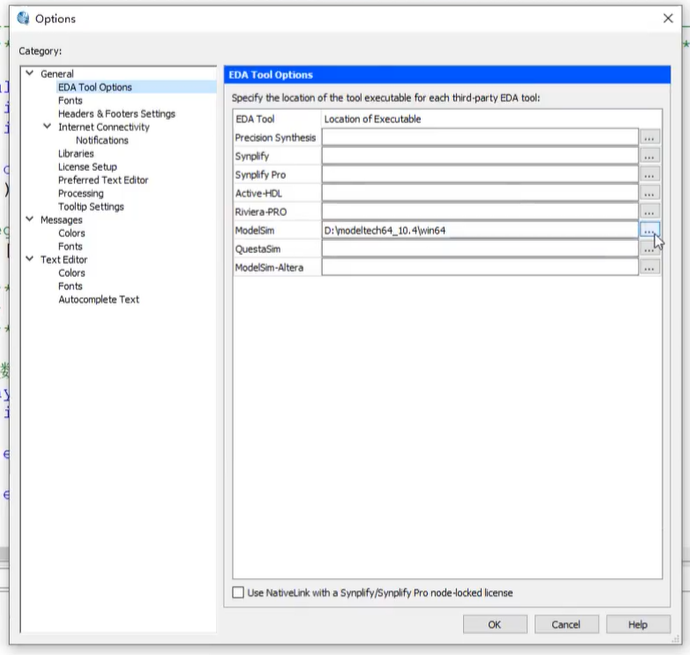 Options
Category:
General
EDA Tool Options
Fonts
Headers & Footers Settings
Internet Connectivity
Notifications
Libraries
License Setup
Preferred Text Editor
Processing
Tooltip Settings
Messages
Colors
Fonts
Text Editor
Colors
Fonts
Autocomplete Text
EDA Tool Options
Specify the location of the tool executable for each third-party EDA tool:
EDA Tool Location of Executable
Precision Synthesis ...
Synplify ...
Synplify Pro ...
Active-HDL ...
Riviera-PRO ...
ModelSim D:\modeltech64_10.4\win64 ...
QuestaSim ...
ModelSim-Altera ...
Use NativeLink with a Synplify/Synplify Pro node-locked license
OK Cancel Help